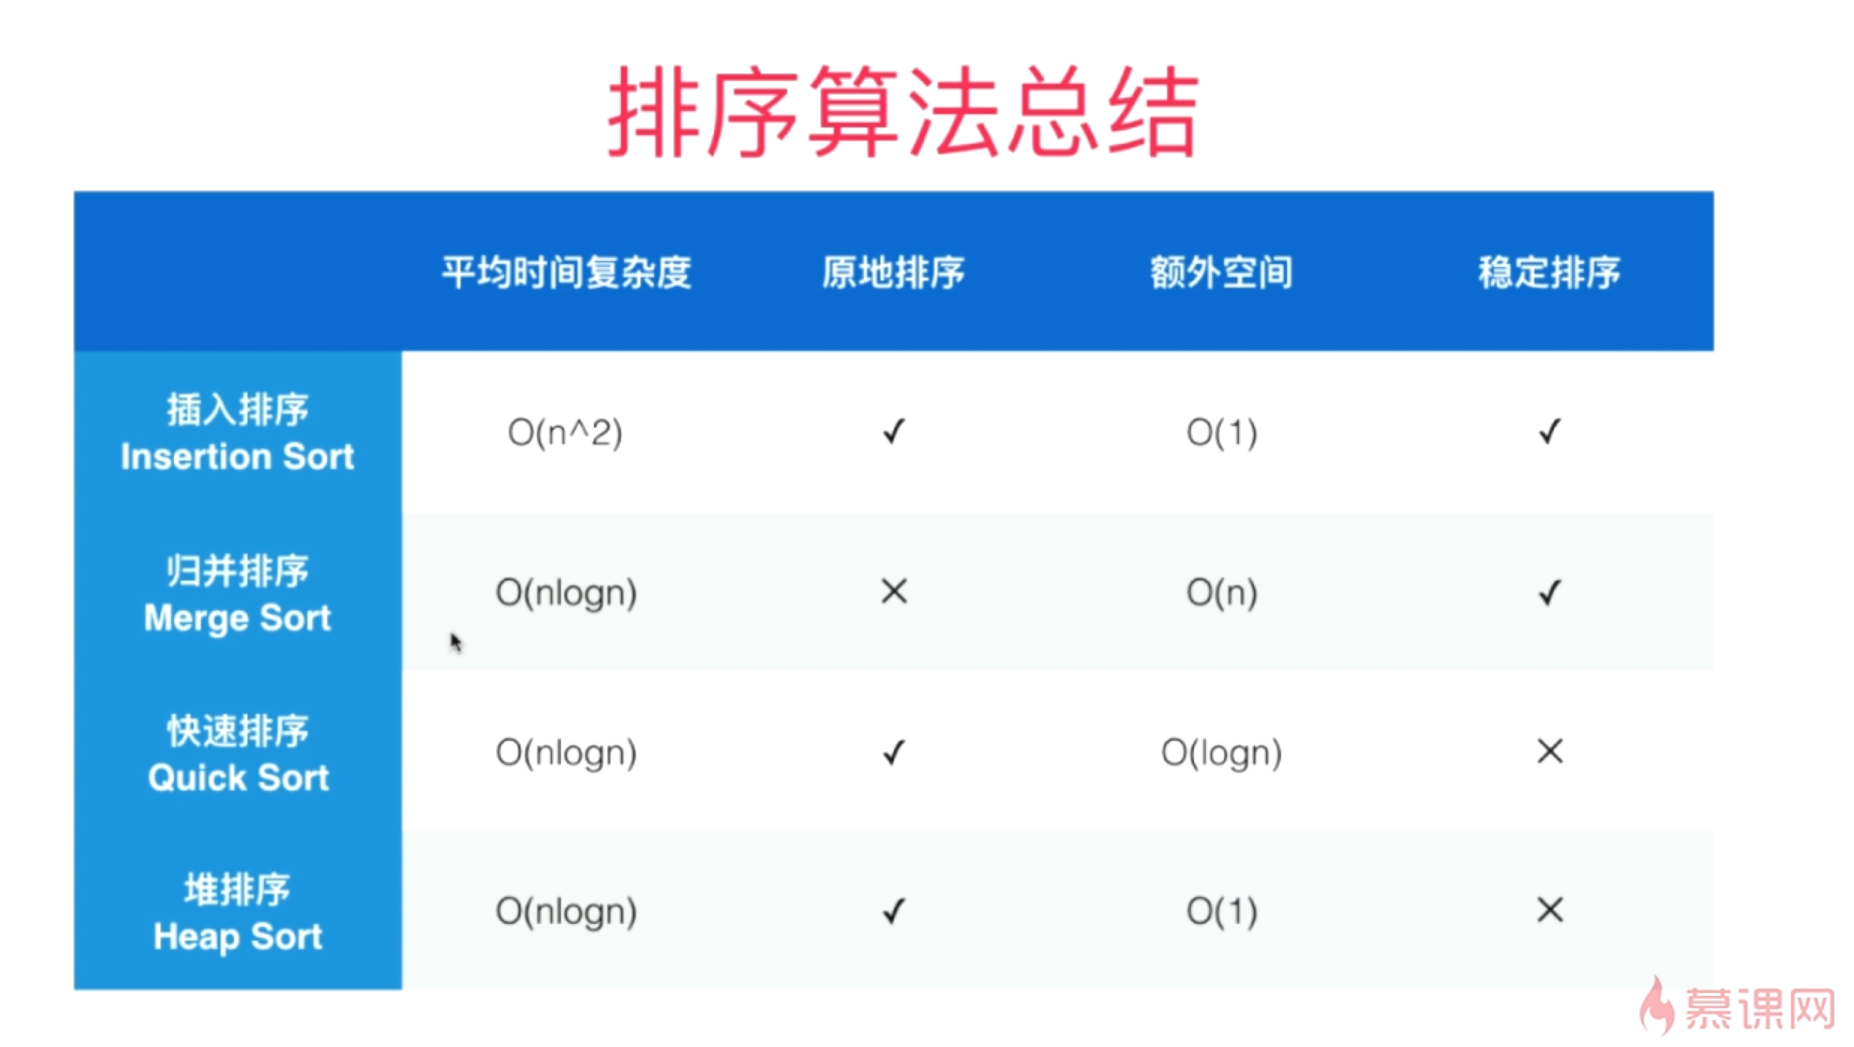 排序算法总结
平均时间复杂度 原地排序 额外空间 稳定排序
插入排序
Insertion Sort
O(n^2) ✓ O(1) ✓
归并排序
Merge Sort
O(nlogn) ✕ O(n) ✓
快速排序
Quick Sort
O(nlogn) ✓ O(logn) ✕
堆排序
Heap Sort
O(nlogn) ✓ O(1) ✕
慕课网